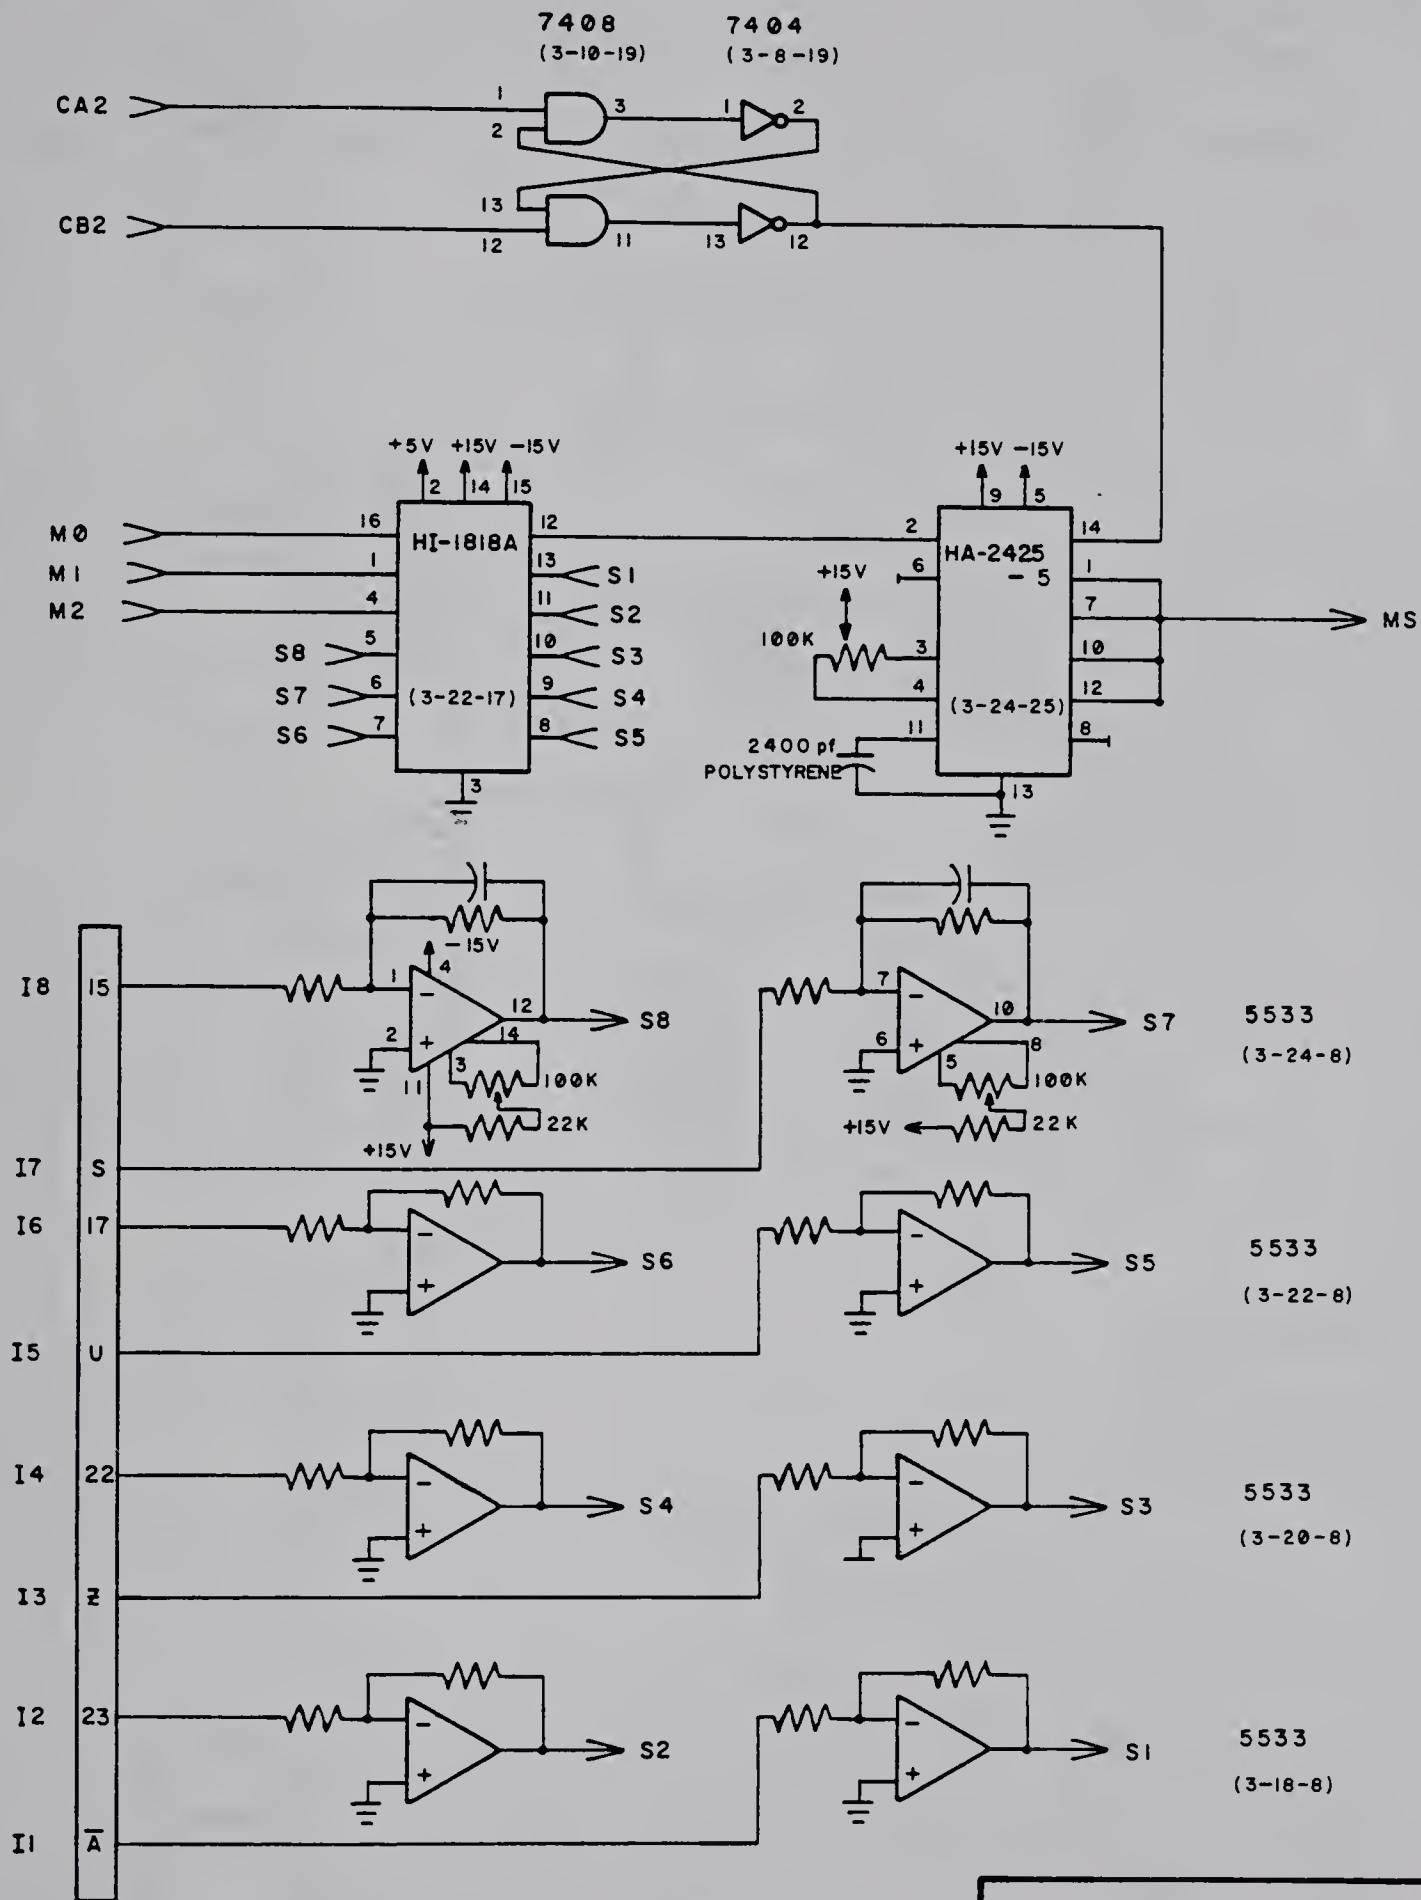 7408 7404
(3-10-19) (3-8-19)
CA2 1 3 1 2
2
13
CB2 12 11 13 12
+5V +15V -15V +15V -15V
2 14 15 9 5
M0 16 HI-1818A 12 2 HA-2425 14
M1 1 13 S1 +15V 6 - 5 1
M2 4 11 S2 7 MS
S8 5 10 S3 100K 3 10
S7 6 (3-22-17) 9 S4 4 (3-24-25) 12
S6 7 8 S5 2400 pf 11 8
POLYSTYRENE
3 13
-15V
I8 15 1 - 4 7 -
12 S8 10 S7 5533
2 + 14 6 + 8 (3-24-8)
11 3 100K 5 100K
22K +15V 22K
+15V
I7 S
I6 17 - -
S6 S5 5533
+ + (3-22-8)
I5 U
I4 22 - -
S4 S3 5533
+ + (3-20-8)
I3 Z
I2 23 - -
S2 S1 5533
+ + (3-18-8)
I1 A̅